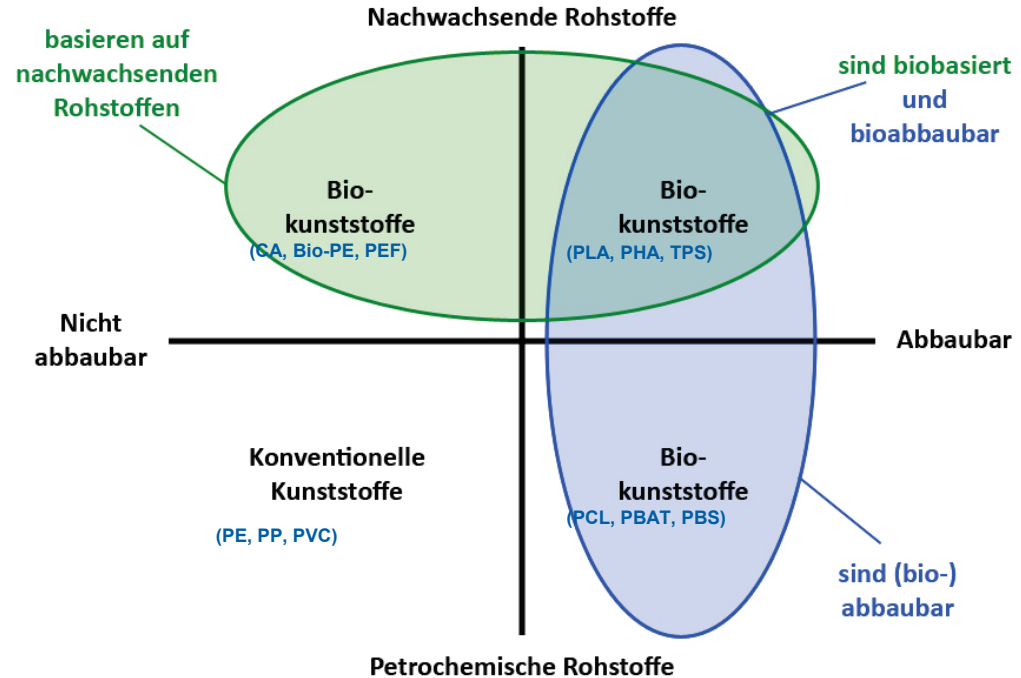 Nachwachsende Rohstoffe
basieren auf
nachwachsenden
Rohstoffen
sind biobasiert
und
bioabbaubar
Bio-
kunststoffe
(CA, Bio-PE, PEF)
Bio-
kunststoffe
(PLA, PHA, TPS)
Nicht
abbaubar
Abbaubar
Konventionelle
Kunststoffe
(PE, PP, PVC)
Bio-
kunststoffe
(PCL, PBAT, PBS)
sind (bio-)
abbaubar
Petrochemische Rohstoffe